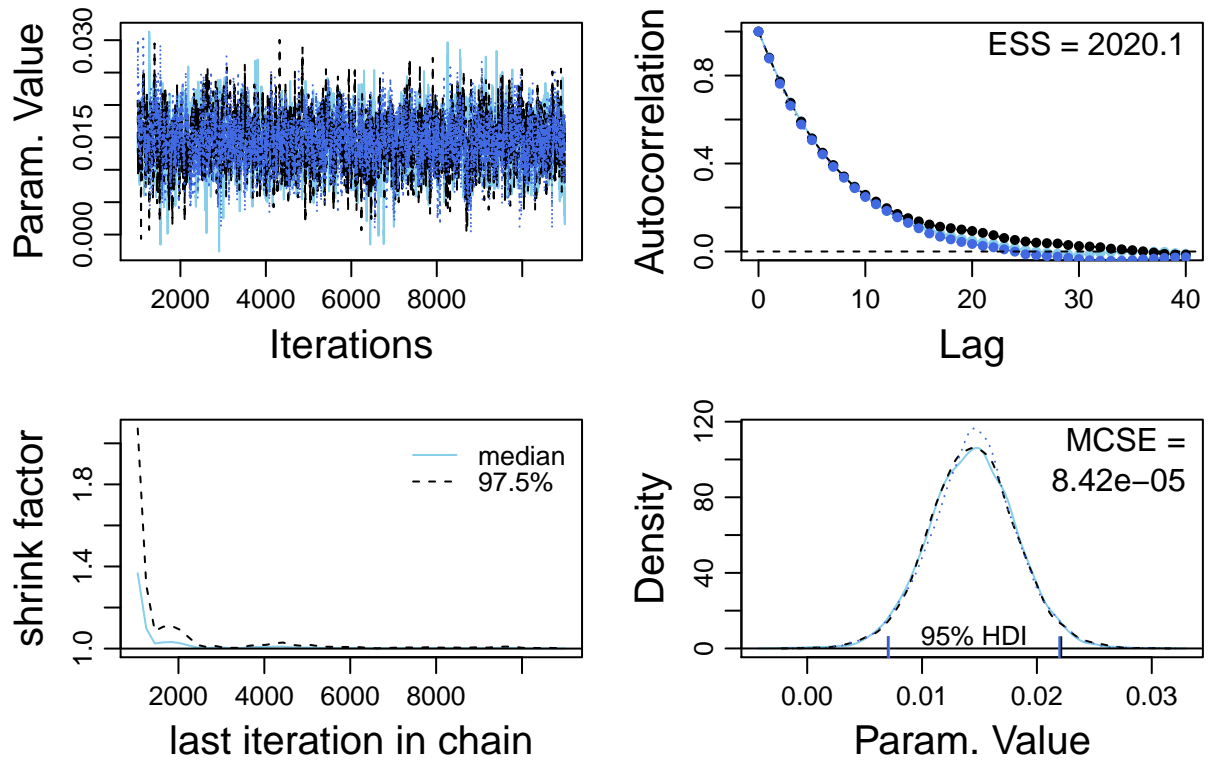 Param. Value
0.030
0.015
0.000
2000 4000 6000 8000
Iterations
Autocorrelation
0.8
0.4
0.0
ESS = 2020.1
0 10 20 30 40
Lag
shrink factor
1.8
1.4
1.0
median
97.5%
2000 4000 6000 8000
last iteration in chain
Density
120
80
40
0
MCSE =
8.42e−05
95% HDI
0.00 0.01 0.02 0.03
Param. Value